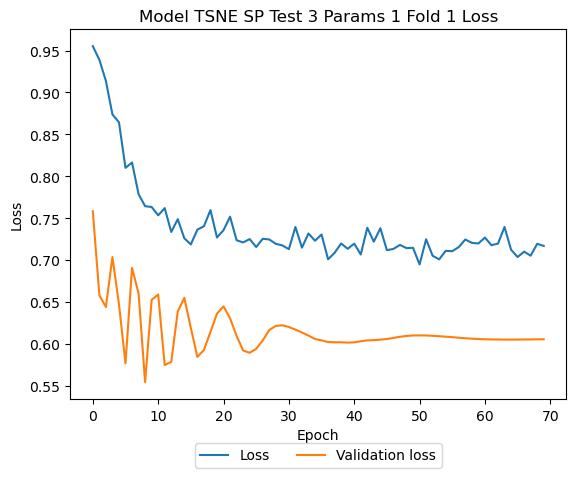 Model TSNE SP Test 3 Params 1 Fold 1 Loss
0.95
0.90
0.85
0.80
0.75
0.70
0.65
0.60
0.55
Loss
0 10 20 30 40 50 60 70
Epoch
Loss Validation loss